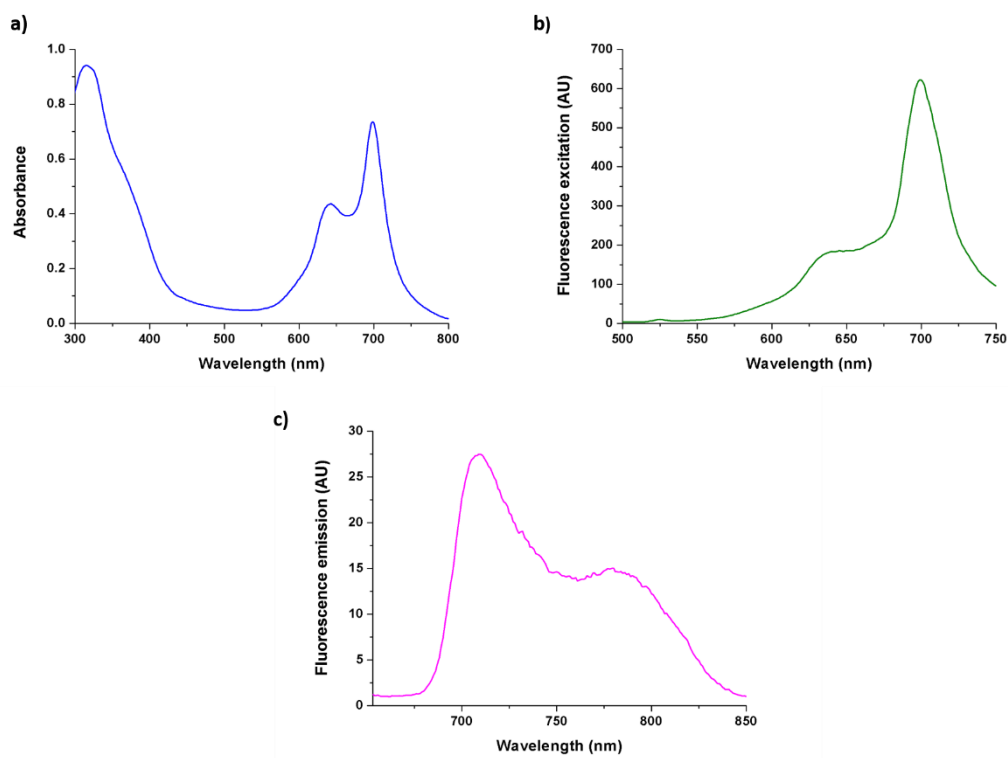 a)
1.0
0.8
0.6
0.4
0.2
0.0
Absorbance
300 400 500 600 700 800
Wavelength (nm)
b)
700
600
500
400
300
200
100
0
Fluorescence excitation (AU)
500 550 600 650 700 750
Wavelength (nm)
c)
30
25
20
15
10
5
0
Fluorescence emission (AU)
700 750 800 850
Wavelength (nm)